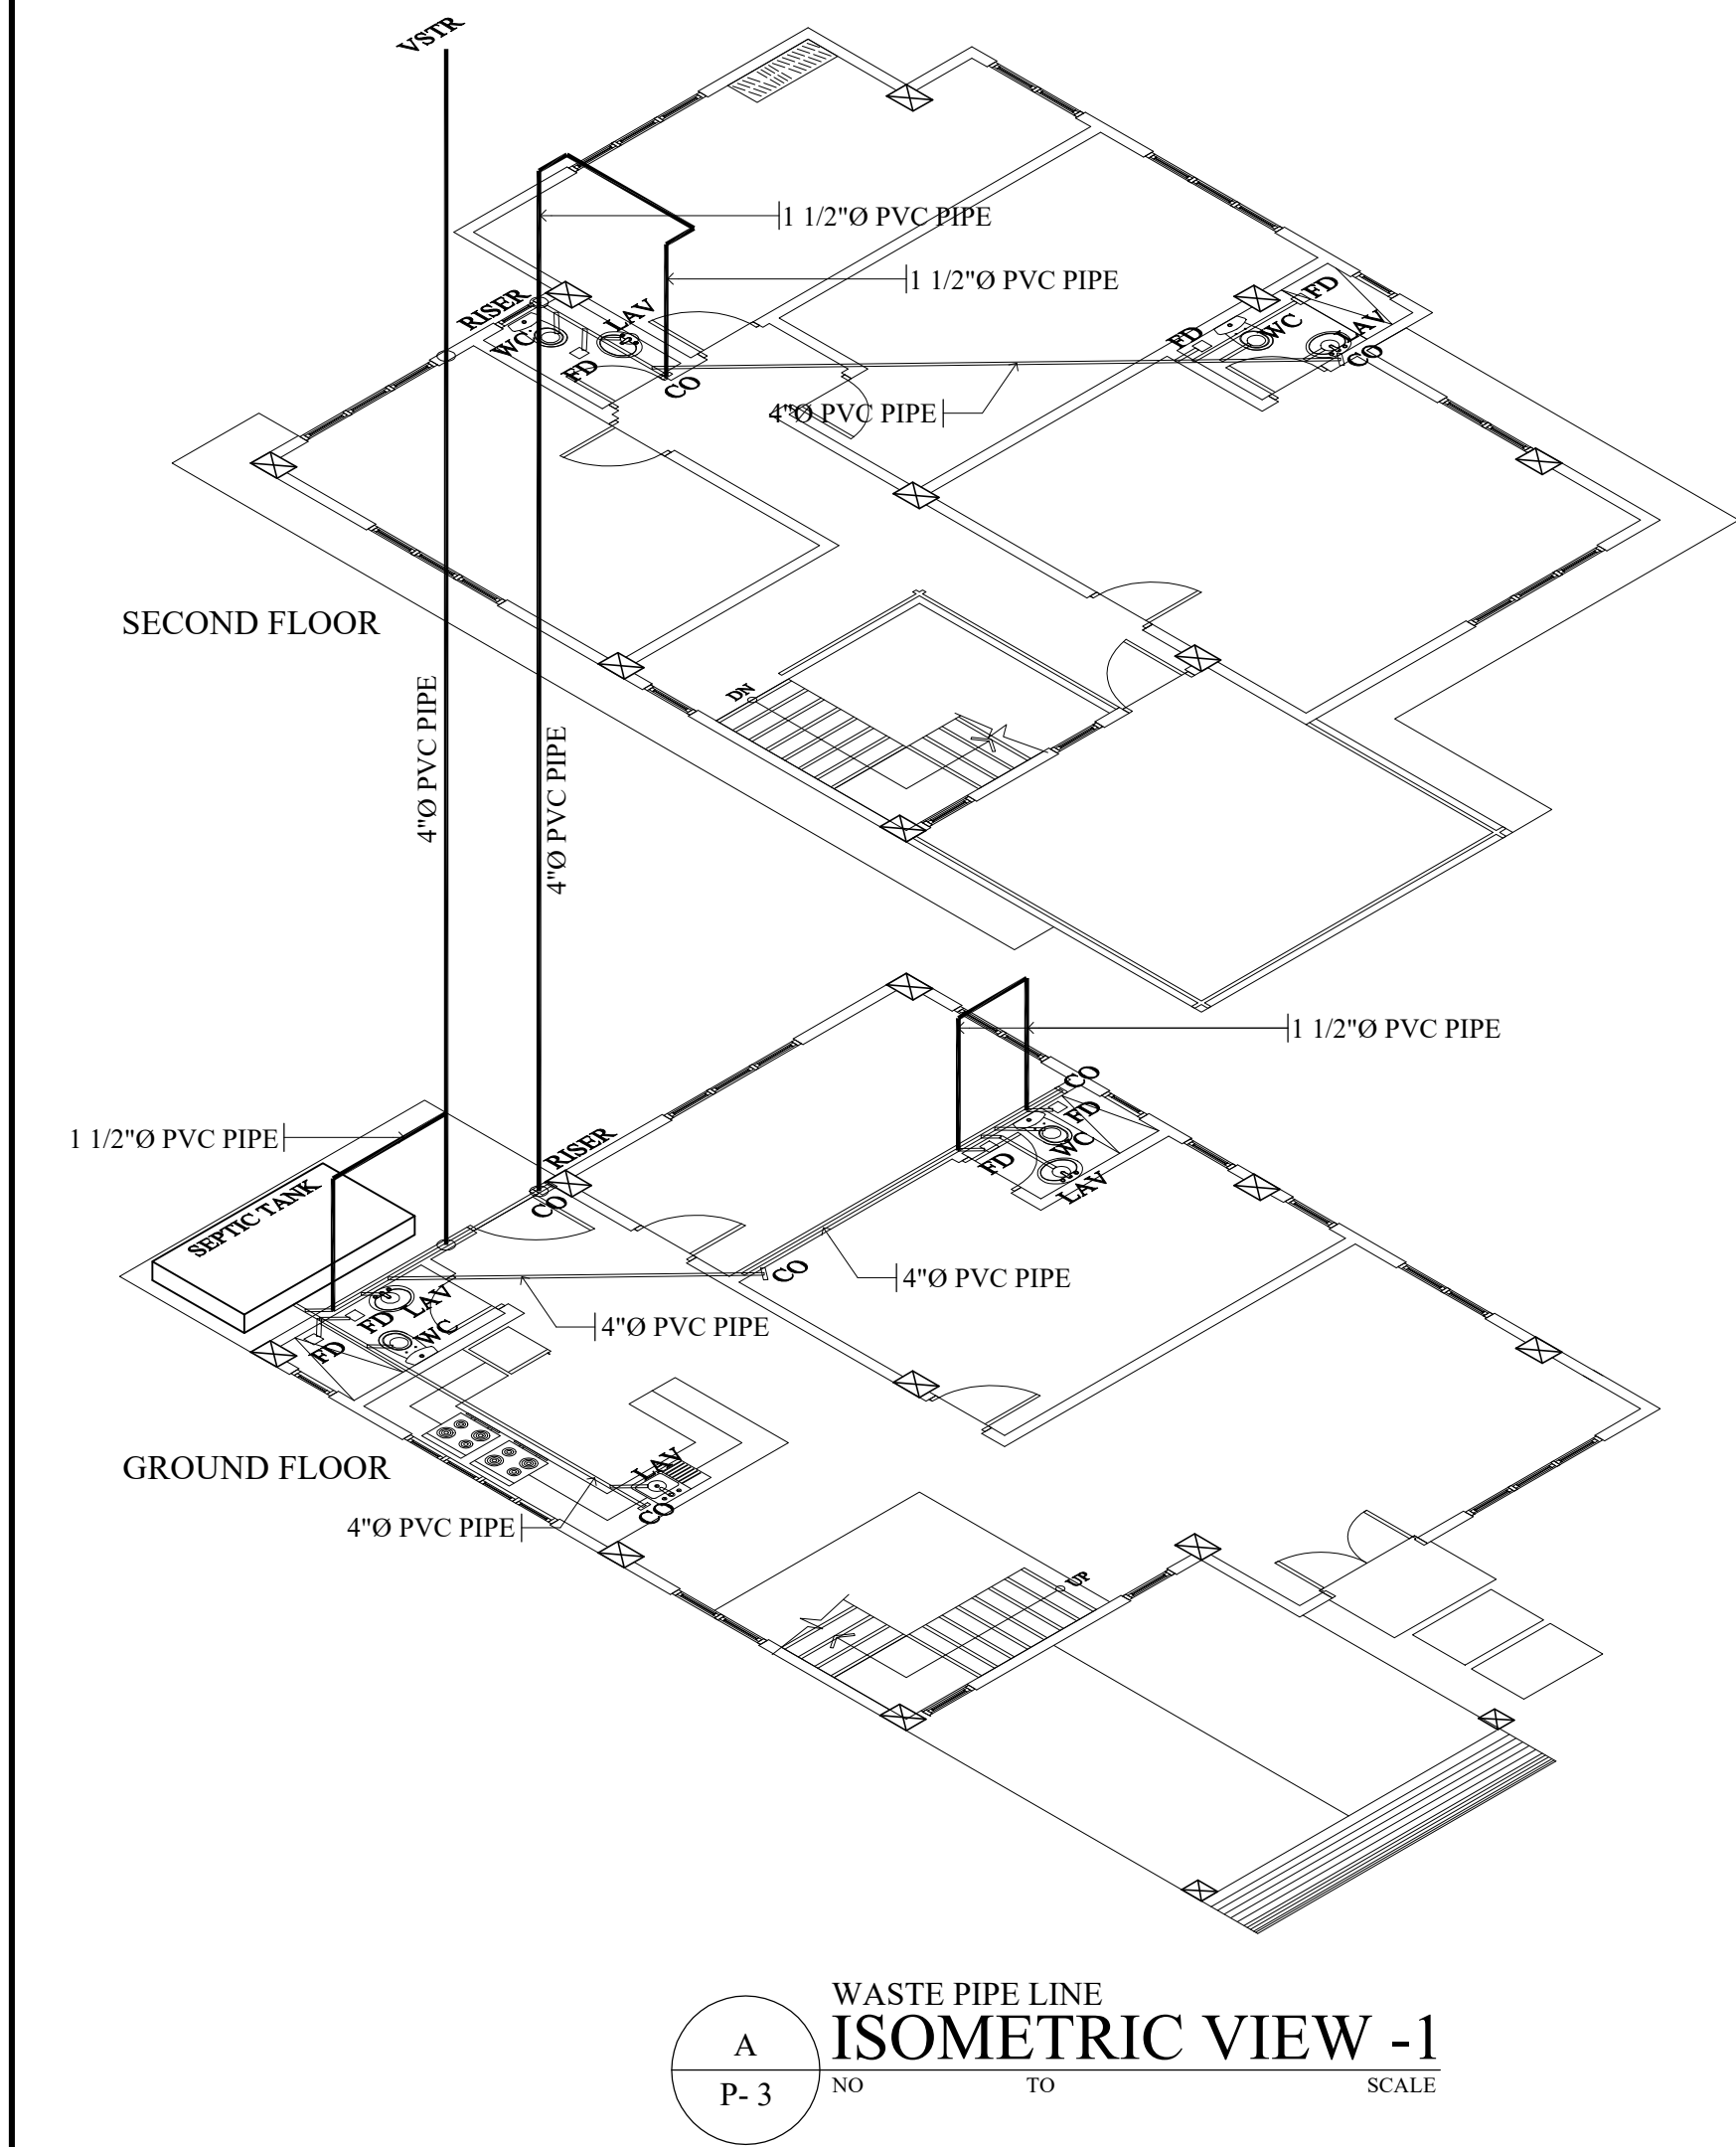 VSTR
1 1/2"Ø PVC PIPE
1 1/2"Ø PVC PIPE
RISER
WC
LAV
FD
CO
FD
WC
FD
LAV
CO
4"Ø PVC PIPE
SECOND FLOOR
4"Ø PVC PIPE
4"Ø PVC PIPE
DN
1 1/2"Ø PVC PIPE
1 1/2"Ø PVC PIPE
RISER
CO
CO
FD
WC
FD
LAV
SEPTIC TANK
CO
4"Ø PVC PIPE
4"Ø PVC PIPE
LAV
FD
WC
FD
GROUND FLOOR
LAV
CO
4"Ø PVC PIPE
UP
WASTE PIPE LINE
A
ISOMETRIC VIEW -1
P- 3
NO TO SCALE